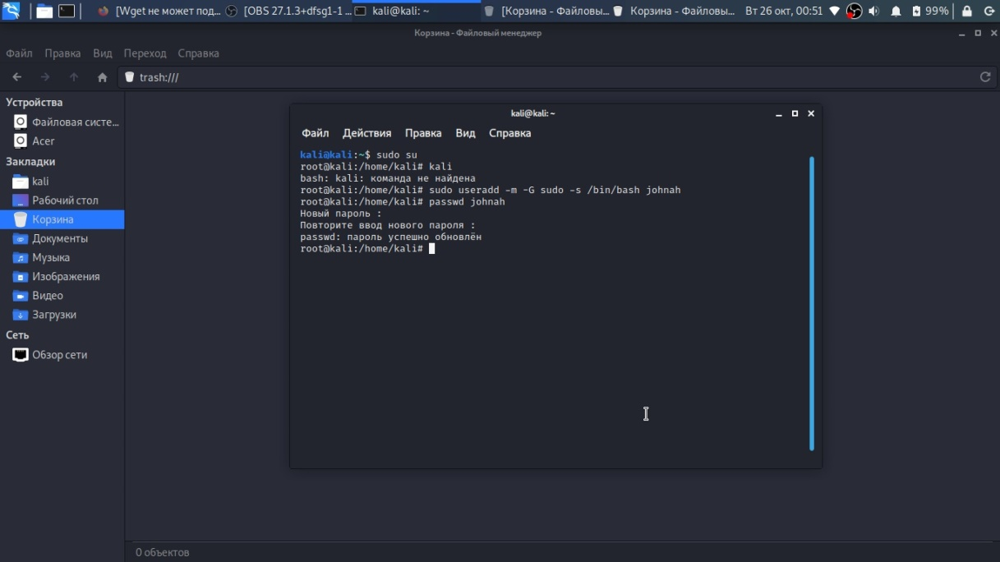 [Wget не может под... [OBS 27.1.3+dfsg1-1 ... kali@kali: ~ [Корзина - Файловы... Корзина - Файловы... Вт 26 окт, 00:51 99%
Корзина - Файловый менеджер
Файл Правка Вид Переход Справка
trash:///
Устройства
Файловая систе...
Acer
Закладки
kali
Рабочий стол
Корзина
Документы
Музыка
Изображения
Видео
Загрузки
Сеть
Обзор сети
kali@kali: ~
Файл Действия Правка Вид Справка
kali@kali:~$ sudo su
root@kali:/home/kali# kali
bash: kali: команда не найдена
root@kali:/home/kali# sudo useradd -m -G sudo -s /bin/bash johnah
root@kali:/home/kali# passwd johnah
Новый пароль :
Повторите ввод нового пароля :
passwd: пароль успешно обновлён
root@kali:/home/kali#
0 объектов